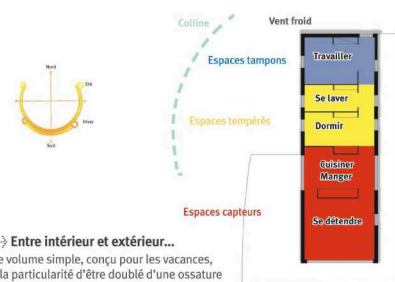 Colline
Vent froid
Espaces tampons
Travailler
Nord
Eté
Se laver
Espaces tempérés
Dormir
Hiver
Sud
Cuisiner
Manger
Espaces capteurs
Se détendre
Entre intérieur et extérieur...
e volume simple, conçu pour les vacances,
la particularité d'être doublé d'une ossature